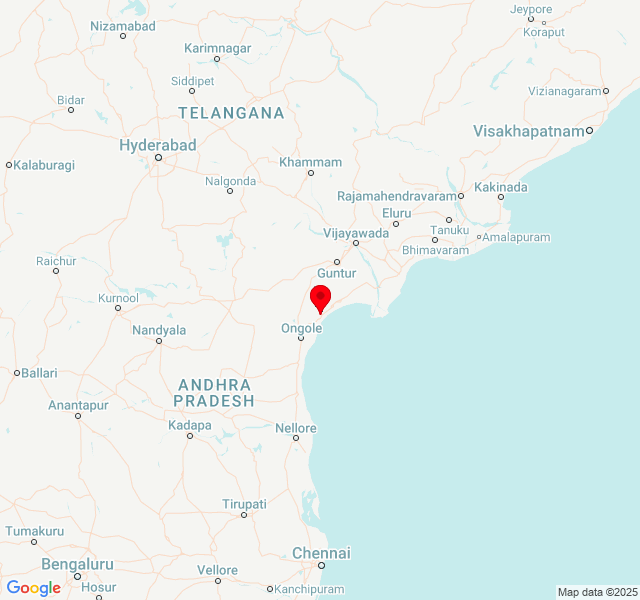 Jeypore
Nizamabad
Koraput
Karimnagar
Siddipet
Vizianagaram
Bidar
TELANGANA
Visakhapatnam
Hyderabad
Kalaburagi
Khammam
Nalgonda
Rajamahendravaram
Kakinada
Eluru
Tanuku
Vijayawada
Amalapuram
Bhimavaram
Raichur
Guntur
Kurnool
Nandyala
Ongole
Ballari
ANDHRA
PRADESH
Anantapur
Kadapa
Nellore
Tirupati
Tumakuru
Chennai
Bengaluru
Vellore
Hosur
Kanchipuram
Google
Map data ©2025